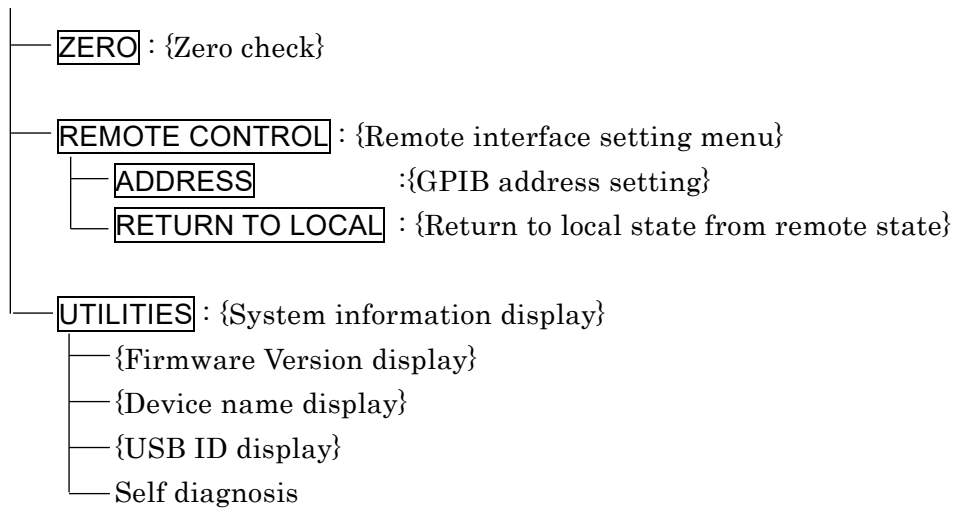 ZERO : {Zero check}
REMOTE CONTROL : {Remote interface setting menu}
ADDRESS :{GPIB address setting}
RETURN TO LOCAL : {Return to local state from remote state}
UTILITIES : {System information display}
{Firmware Version display}
{Device name display}
{USB ID display}
Self diagnosis